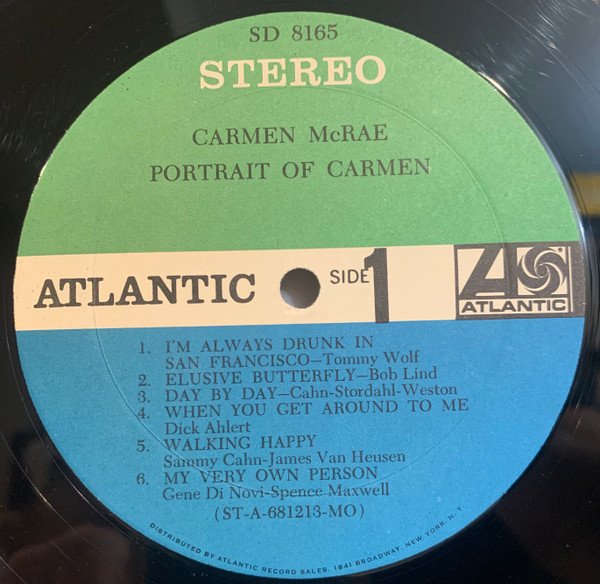 SD 8165
STEREO
CARMEN McRAE
PORTRAIT OF CARMEN
ATLANTIC
SIDE 1
ATLANTIC
1. I'M ALWAYS DRUNK IN
SAN FRANCISCO—Tommy Wolf
2. ELUSIVE BUTTERFLY—Bob Lind
3. DAY BY DAY—Cahn-Stordahl-Weston
4. WHEN YOU GET AROUND TO ME
Dick Ahlert
5. WALKING HAPPY
Sammy Cahn-James Van Heusen
6. MY VERY OWN PERSON
Gene Di Novi-Spence Maxwell
(ST-A-681213-MO)
DISTRIBUTED BY ATLANTIC RECORD SALES, 1841 BROADWAY, NEW YORK, N.Y.